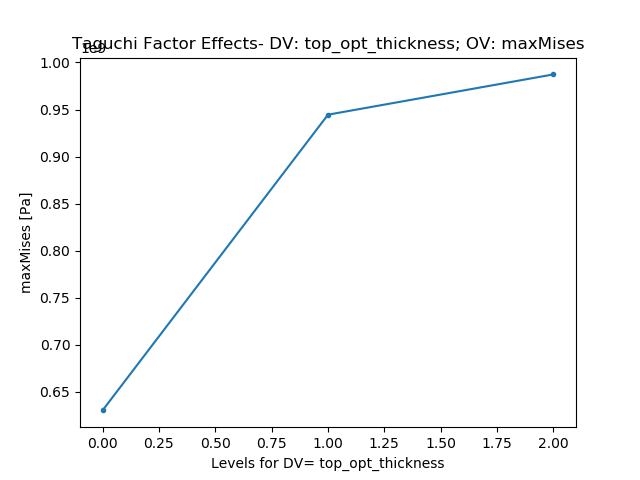 Taguchi Factor Effects- DV: top_opt_thickness; OV: maxMises
1e9
1.00
0.95
0.90
0.85
0.80
0.75
0.70
0.65
maxMises [Pa]
0.00 0.25 0.50 0.75 1.00 1.25 1.50 1.75 2.00
Levels for DV= top_opt_thickness